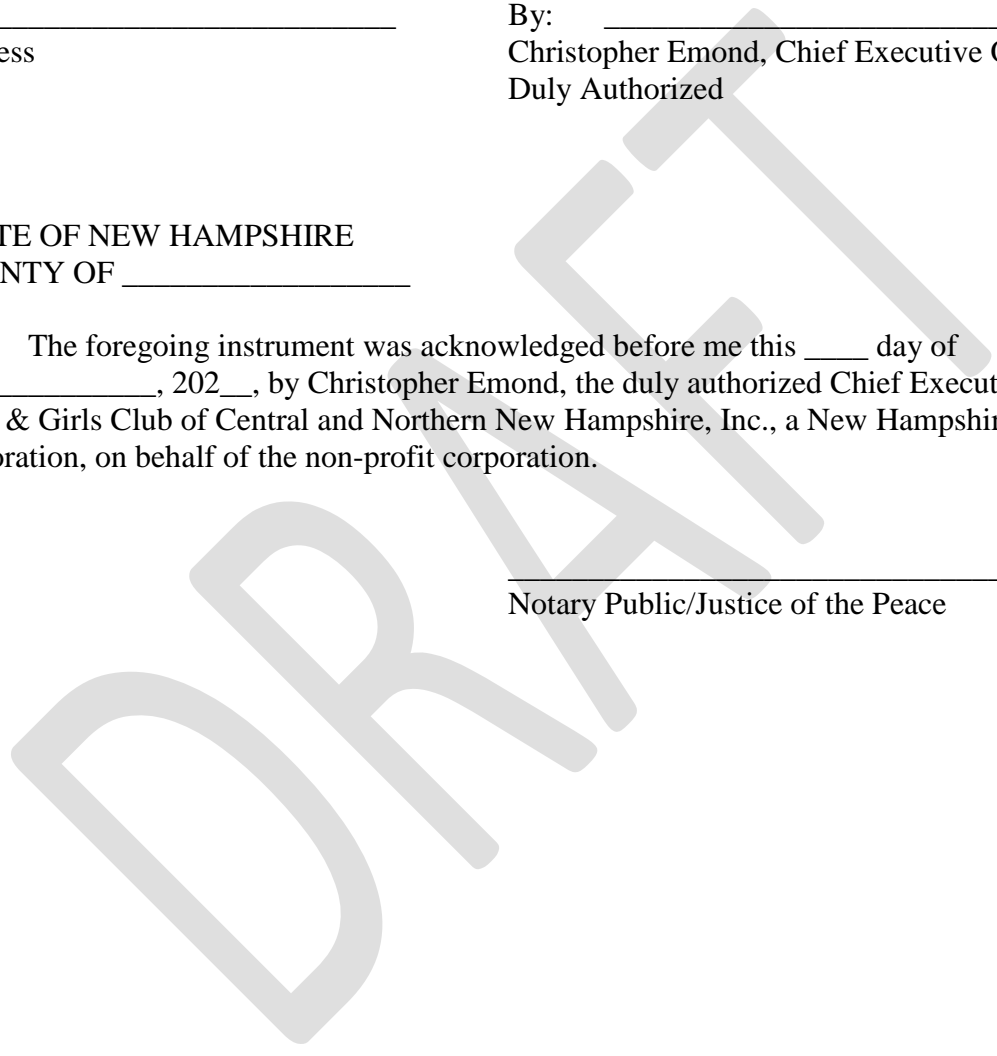 By:
ess
Christopher Emond, Chief Executive
Duly Authorized
TE OF NEW HAMPSHIRE
NTY OF __________________
The foregoing instrument was acknowledged before me this ____ day of
___________, 202__, by Christopher Emond, the duly authorized Chief Execut
& Girls Club of Central and Northern New Hampshire, Inc., a New Hampshir
oration, on behalf of the non-profit corporation.
Notary Public/Justice of the Peace
DRAFT